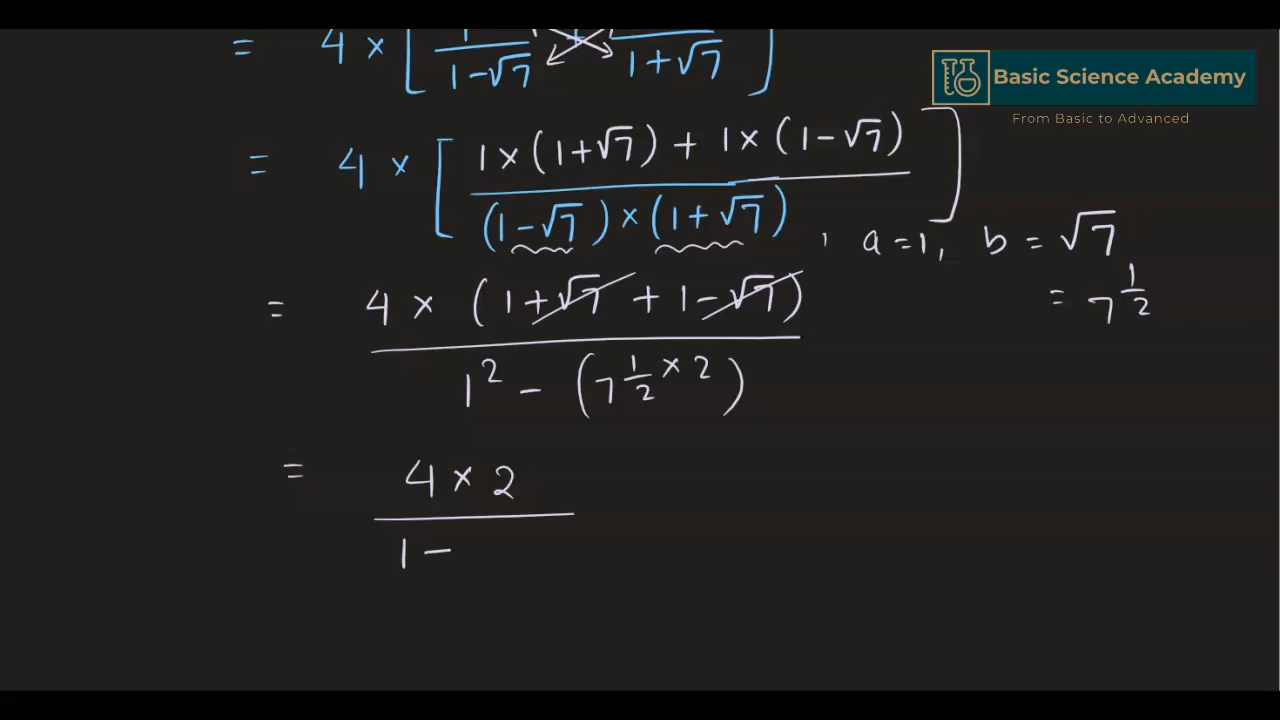 = 4 × [ 1/(1-√7) + 1/(1+√7) ]
Basic Science Academy
From Basic to Advanced
= 4 × [ (1×(1+√7) + 1×(1-√7)) / ((1-√7)×(1+√7)) ]
, a=1, b = √7
= 7^(1/2)
= (4 × (1+√7 + 1-√7)) / (1² - (7^(1/2 × 2)))
= (4 × 2) / (1 -